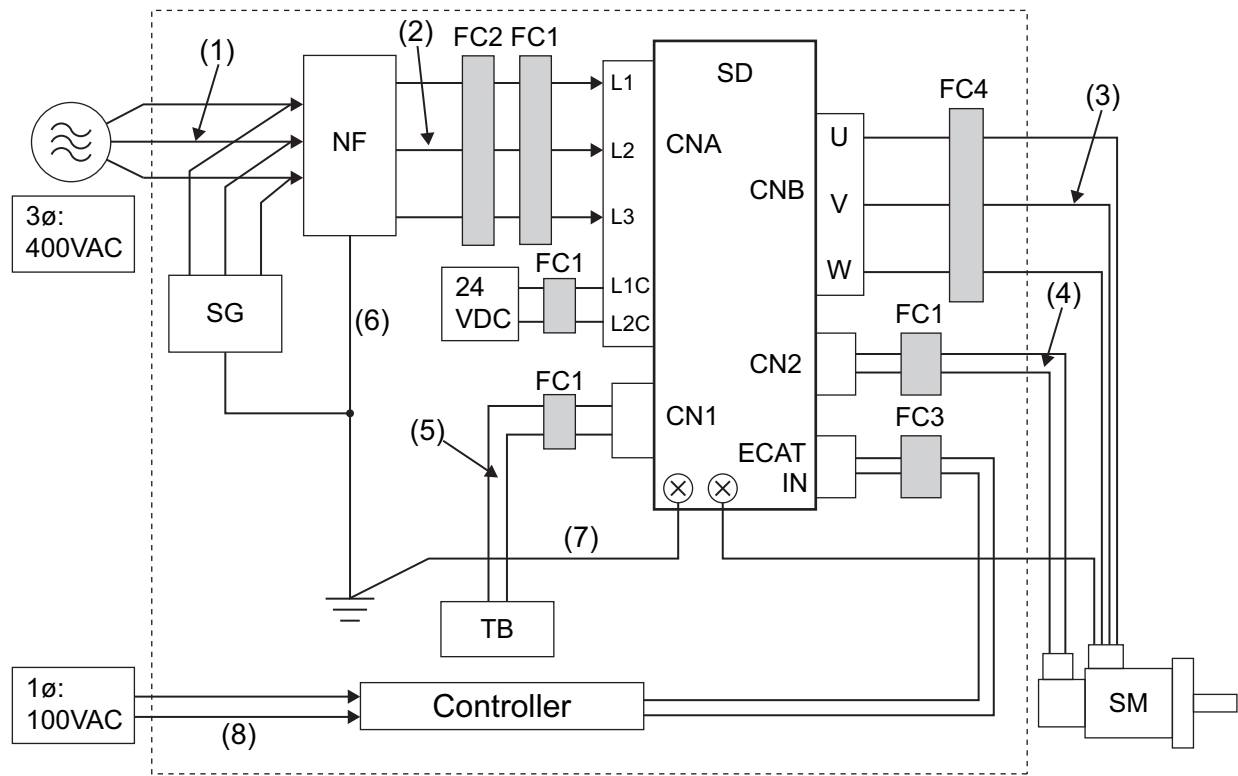 (1)
(2)
FC2
FC1
SD
NF
L1
L2
L3
CNA
CNB
U
V
W
FC4
(3)
3ø:
400VAC
SG
(6)
24
VDC
FC1
L1C
L2C
CN2
FC1
(4)
FC1
CN1
(5)
ECAT
IN
FC3
(7)
TB
1ø:
100VAC
(8)
Controller
SM